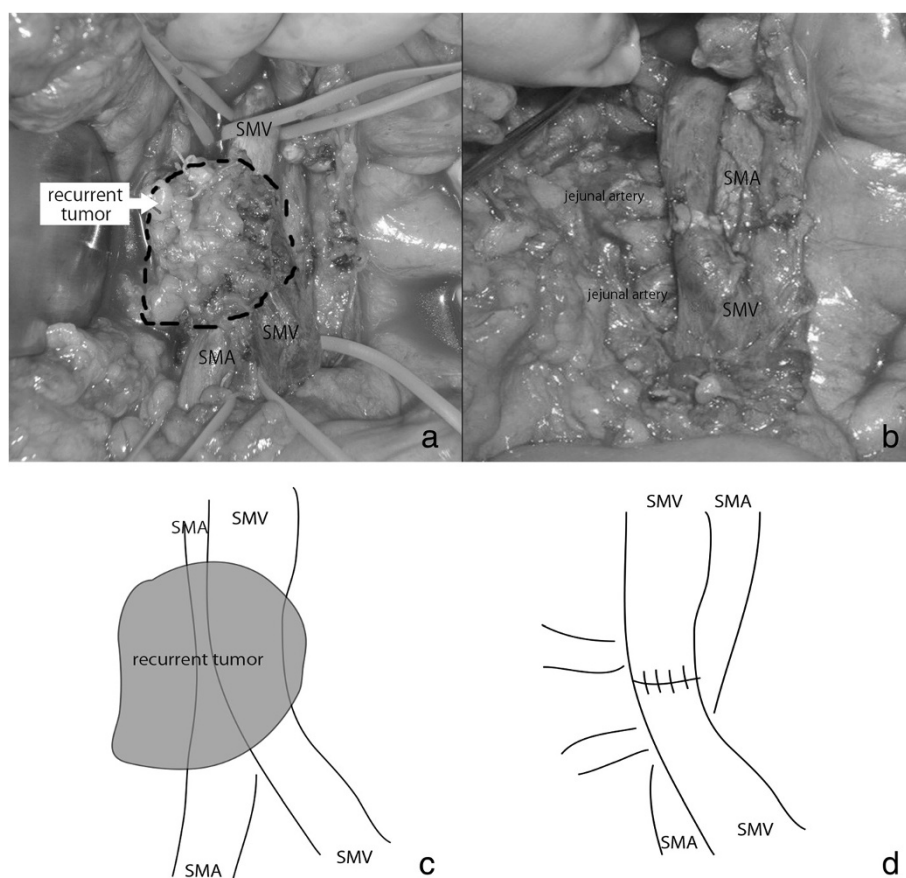 SMV
recurrent
tumor
SMA
SMV
a
SMA
jejunal artery
jejunal artery
SMV
b
SMA
SMV
recurrent tumor
SMA
SMV
c
SMV
SMA
SMA
SMV
d